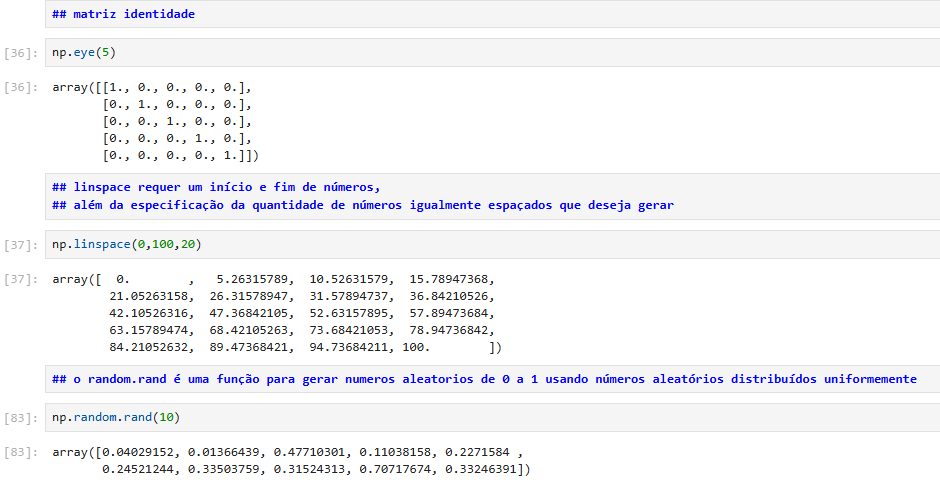 ## matriz identidade
[36]: np.eye(5)
[36]: array([[1., 0., 0., 0., 0.],
[0., 1., 0., 0., 0.],
[0., 0., 1., 0., 0.],
[0., 0., 0., 1., 0.],
[0., 0., 0., 0., 1.]])
## linspace requer um início e fim de números,
## além da especificação da quantidade de números igualmente espaçados que deseja gerar
[37]: np.linspace(0,100,20)
[37]: array([  0.        ,   5.26315789,  10.52631579,  15.78947368,
21.05263158,  26.31578947,  31.57894737,  36.84210526,
42.10526316,  47.36842105,  52.63157895,  57.89473684,
63.15789474,  68.42105263,  73.68421053,  78.94736842,
84.21052632,  89.47368421,  94.73684211, 100.        ])
## o random.rand é uma função para gerar numeros aleatorios de 0 a 1 usando números aleatórios distribuídos uniformemente
[83]: np.random.rand(10)
[83]: array([0.04029152, 0.01366439, 0.47710301, 0.11038158, 0.2271584 ,
0.24521244, 0.33503759, 0.31524313, 0.70717674, 0.33246391])